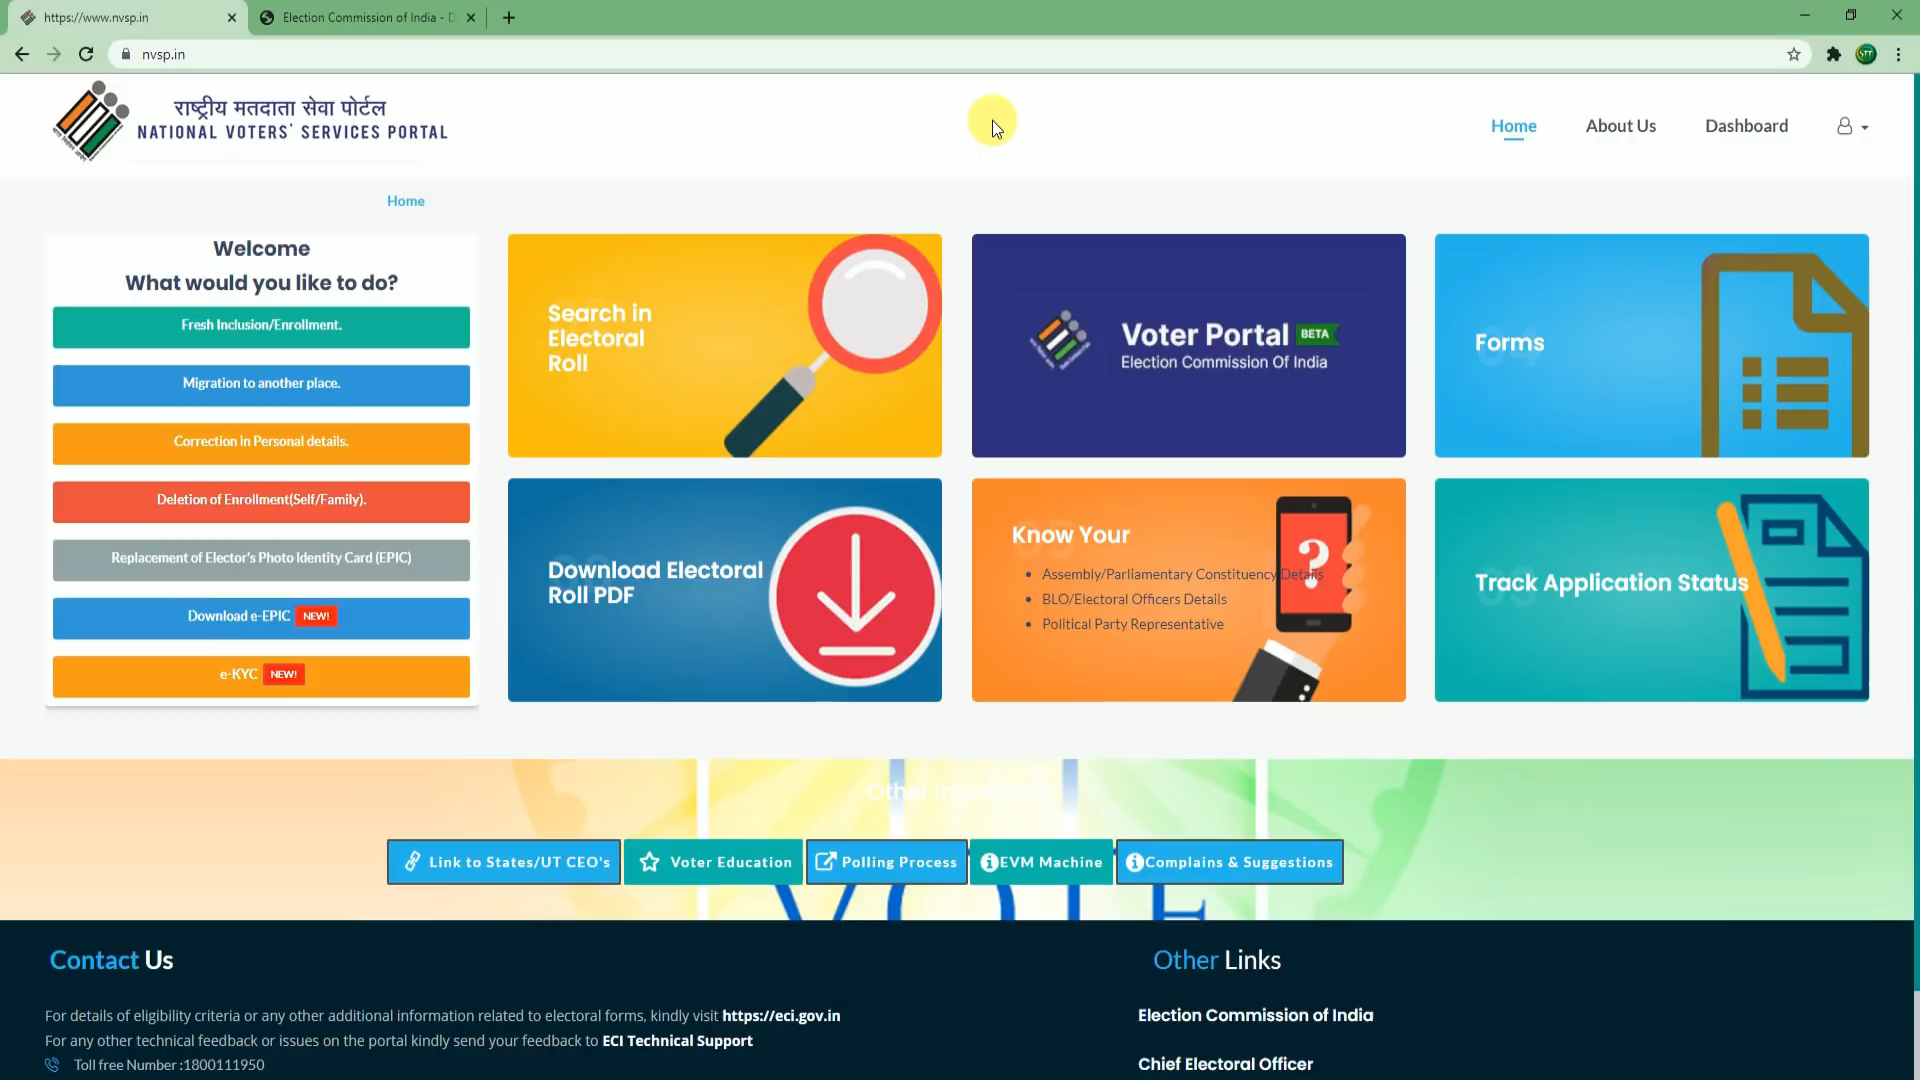 https://www.nvsp.in
Election Commission of India - D
nvsp.in
STT
राष्ट्रीय मतदाता सेवा पोर्टल
NATIONAL VOTERS' SERVICES PORTAL
Home
About Us
Dashboard
Home
Welcome
What would you like to do?
Fresh Inclusion/Enrollment.
Migration to another place.
Correction in Personal details.
Deletion of Enrollment(Self/Family).
Replacement of Elector's Photo Identity Card (EPIC)
Download e-EPIC NEW!
e-KYC NEW!
Search in
Electoral
Roll
Voter Portal BETA
Election Commission Of India
Forms
Download Electoral
Roll PDF
Know Your
Assembly/Parliamentary Constituency Details
BLO/Electoral Officers Details
Political Party Representative
?
Track Application Status
Other
VOTE
Link to States/UT CEO's
Voter Education
Polling Process
EVM Machine
Complains & Suggestions
Contact Us
For details of eligibility criteria or any other additional information related to electoral forms, kindly visit https://eci.gov.in
For any other technical feedback or issues on the portal kindly send your feedback to ECI Technical Support
Toll free Number :1800111950
Other Links
Election Commission of India
Chief Electoral Officer